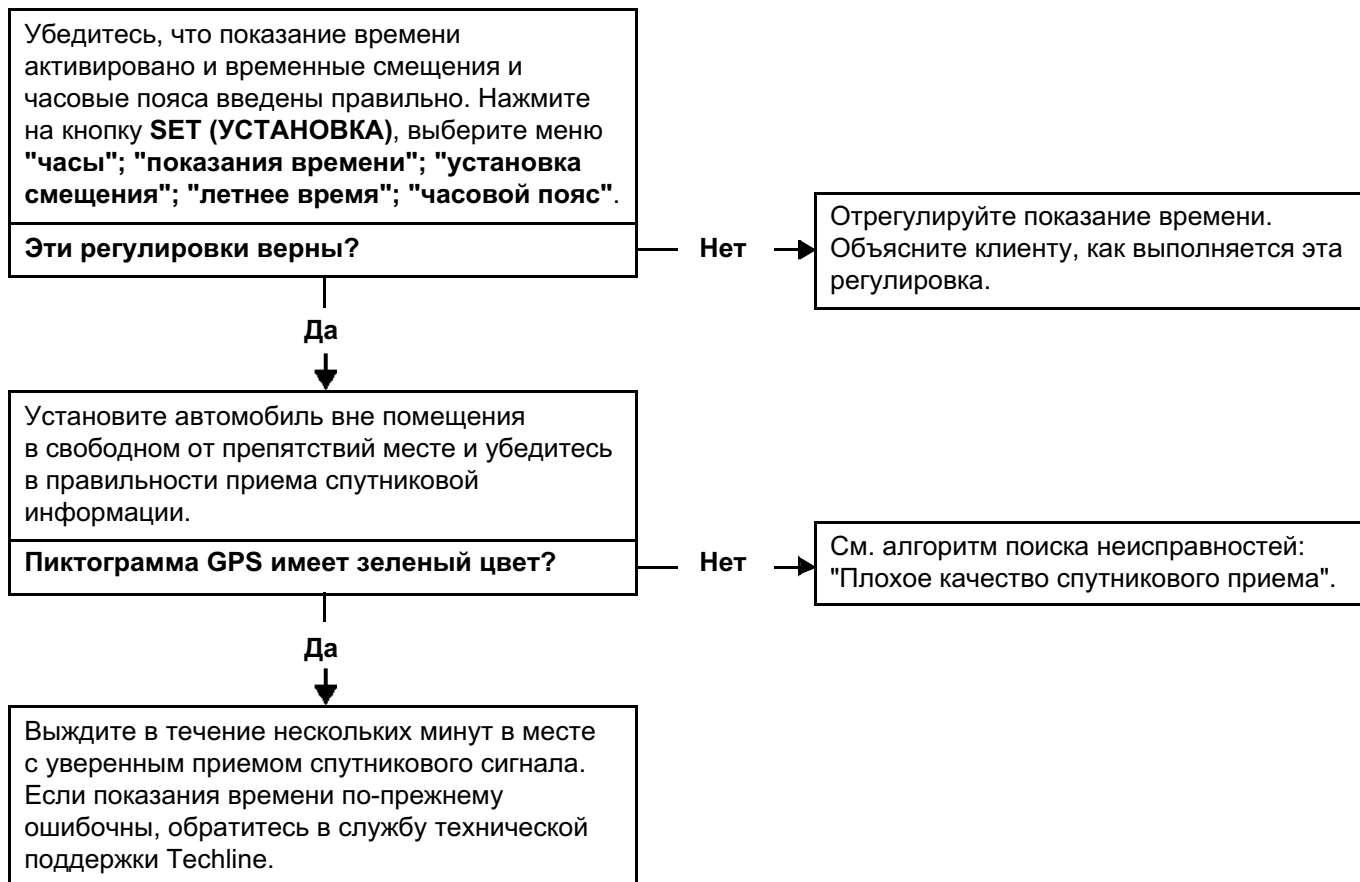 Убедитесь, что показание времени
активировано и временные смещения и
часовые пояса введены правильно. Нажмите
на кнопку SET (УСТАНОВКА), выберите меню
"часы"; "показания времени"; "установка
смещения"; "летнее время"; "часовой пояс".
Эти регулировки верны?
Нет
Отрегулируйте показание времени.
Объясните клиенту, как выполняется эта
регулировка.
Да
Установите автомобиль вне помещения
в свободном от препятствий месте и убедитесь
в правильности приема спутниковой
информации.
Пиктограмма GPS имеет зеленый цвет?
Нет
См. алгоритм поиска неисправностей:
"Плохое качество спутникового приема".
Да
Выждите в течение нескольких минут в месте
с уверенным приемом спутникового сигнала.
Если показания времени по-прежнему
ошибочны, обратитесь в службу технической
поддержки Techline.